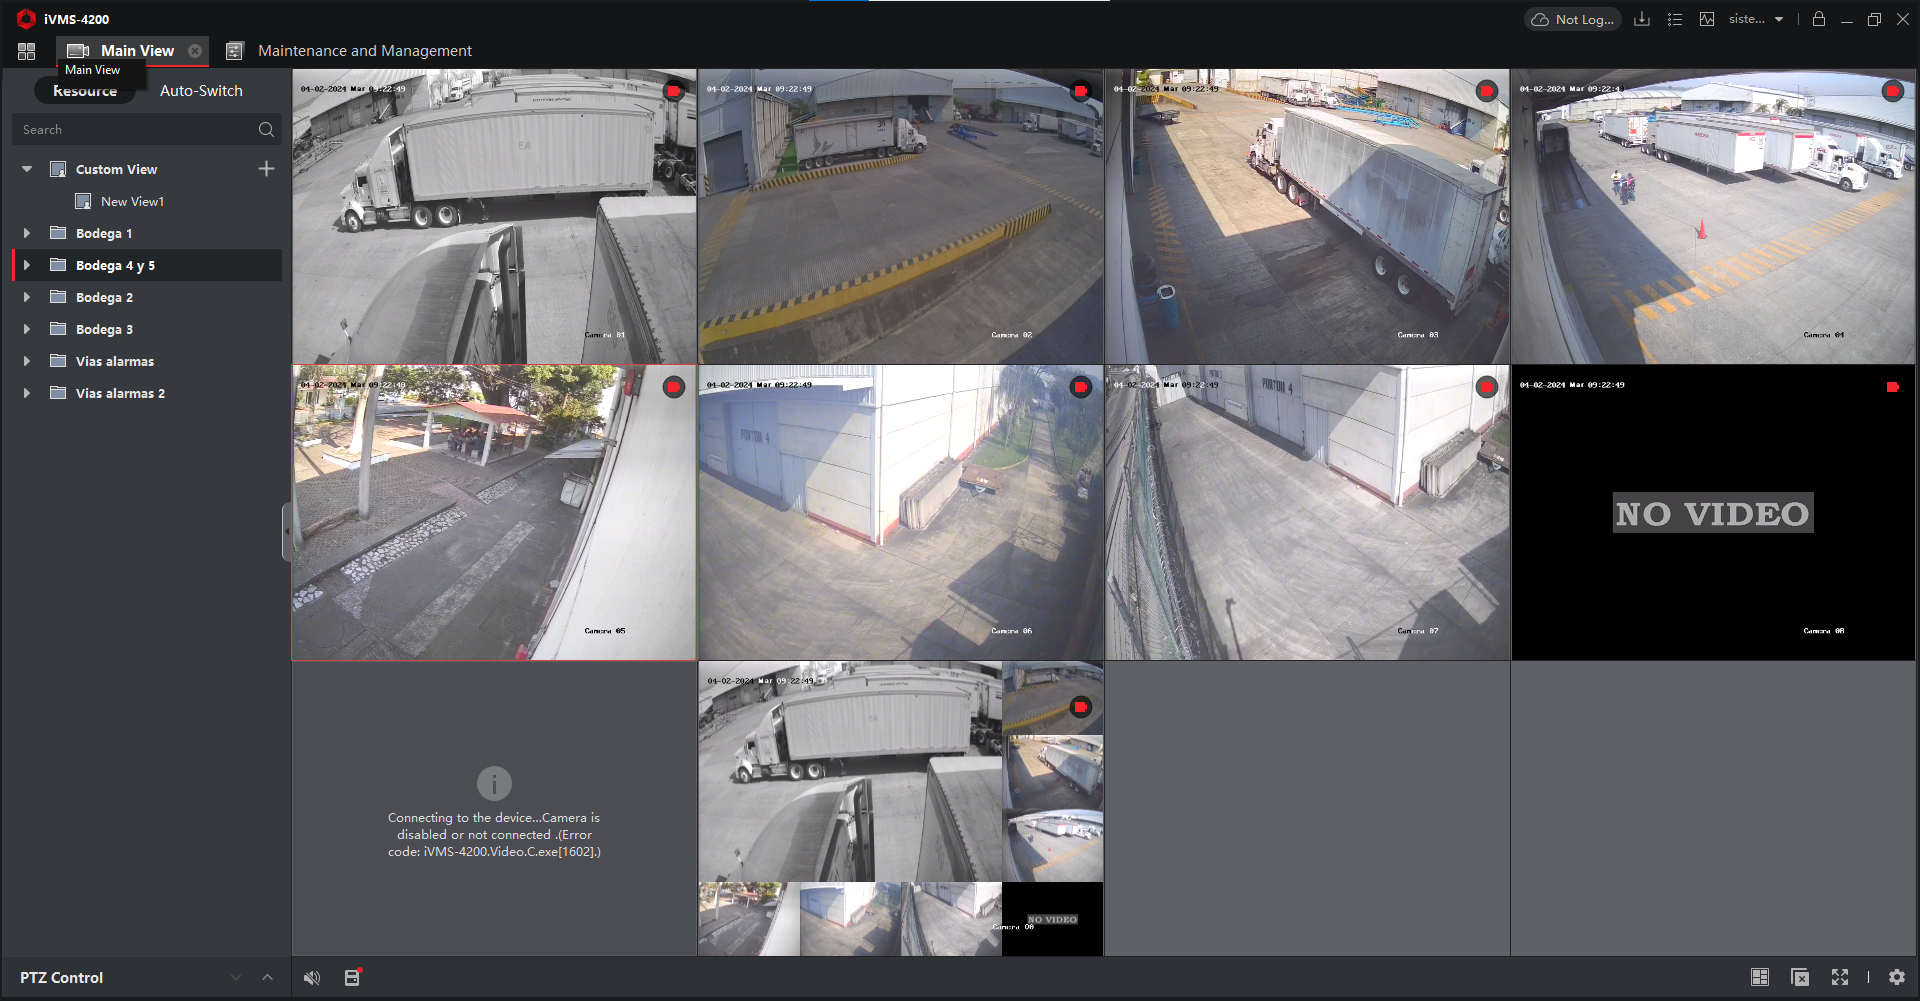 iVMS-4200
Not Log...
siste...
Main View
Maintenance and Management
Main View
Resource
Auto-Switch
Search
Custom View
New View1
Bodega 1
Bodega 4 y 5
Bodega 2
Bodega 3
Vias alarmas
Vias alarmas 2
04-02-2024 Mar 09:22:49
EA
Camera 01
04-02-2024 Mar 09:22:49
31
Camera 02
04-02-2024 Mar 09:22:49
Camera 03
04-02-2024 Mar 09:22:4
Camera 04
04-02-2024 Mar 09:22:49
Camera 05
04-02-2024 Mar 09:22:49
PORTON 4
Camera 06
04-02-2024 Mar 09:22:49
PORTON 4
Camera 07
04-02-2024 Mar 09:22:49
NO VIDEO
Camera 08
Connecting to the device...Camera is
disabled or not connected .(Error
code: iVMS-4200.Video.C.exe[1602].)
04-02-2024 Mar 09:22:49
EA
NO VIDEO
Camera 00
PTZ Control